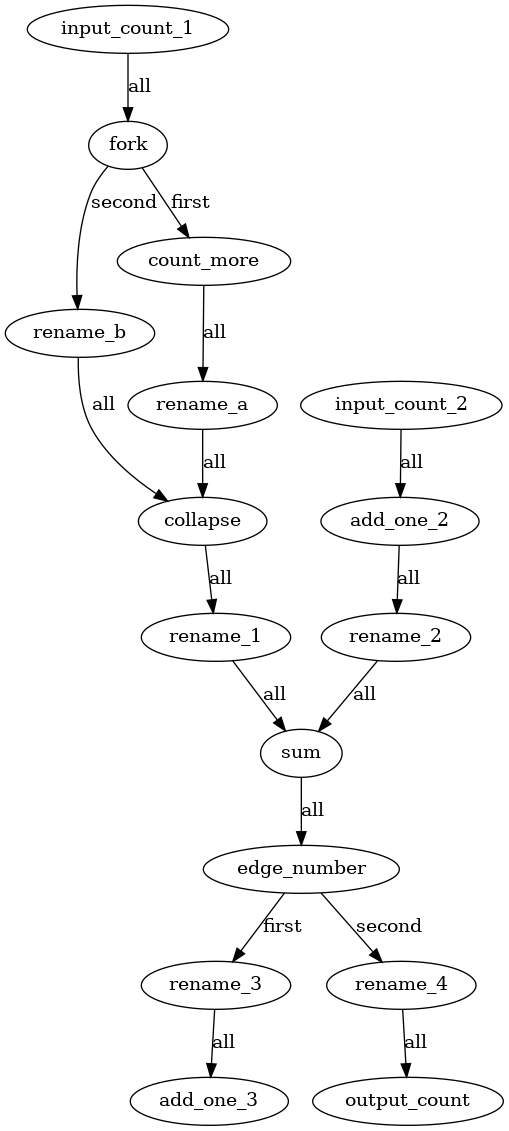 input_count_1
all
fork
second
first
count_more
rename_b
all
all
rename_a
input_count_2
all
all
collapse
add_one_2
all
all
rename_1
rename_2
all
all
sum
all
edge_number
first
second
rename_3
rename_4
all
all
add_one_3
output_count